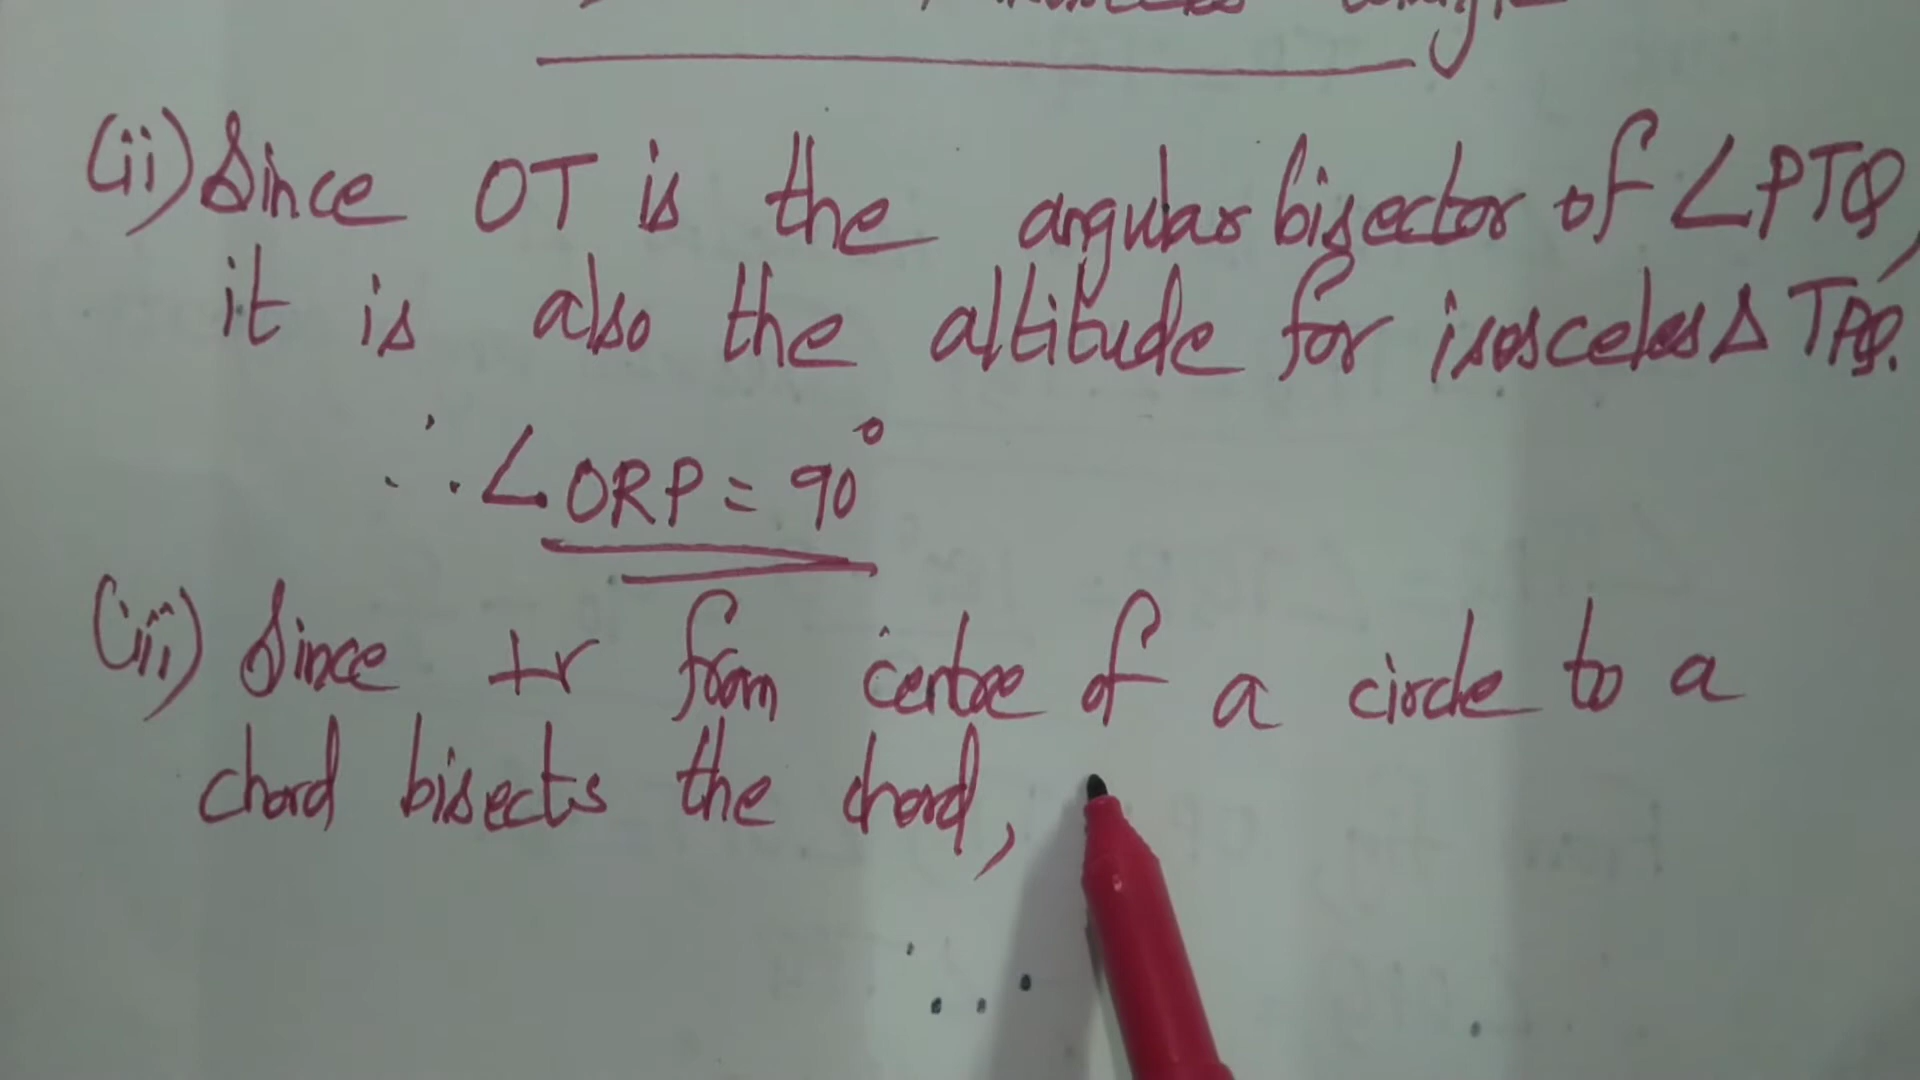 (ii) Since OT is the angular bisector of ∠PTQ,
it is also the altitude for isosceles Δ TPQ.
∴ ∠ORP = 90°
(iii) Since ⊥r from centre of a circle to a
chord bisects the chord,